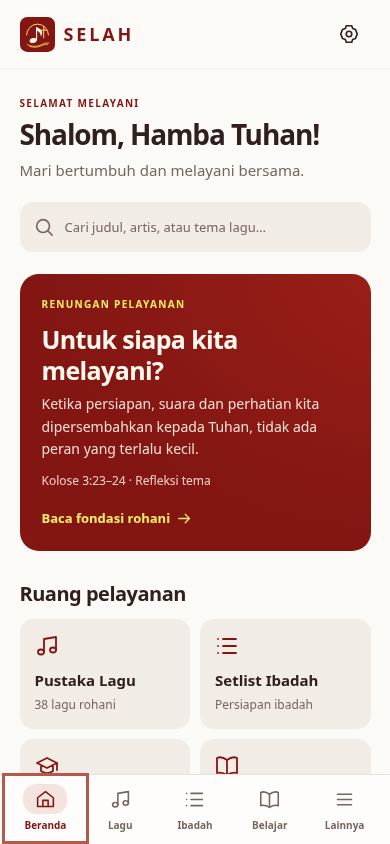 SELAH
SELAMAT MELAYANI
Shalom, Hamba Tuhan!
Mari bertumbuh dan melayani bersama.
Cari judul, artis, atau tema lagu...
RENUNGAN PELAYANAN
Untuk siapa kita
melayani?
Ketika persiapan, suara dan perhatian kita
dipersembahkan kepada Tuhan, tidak ada
peran yang terlalu kecil.
Kolose 3:23–24 · Refleksi tema
Baca fondasi rohani →
Ruang pelayanan
Pustaka Lagu
38 lagu rohani
Setlist Ibadah
Persiapan ibadah
Beranda
Lagu
Ibadah
Belajar
Lainnya